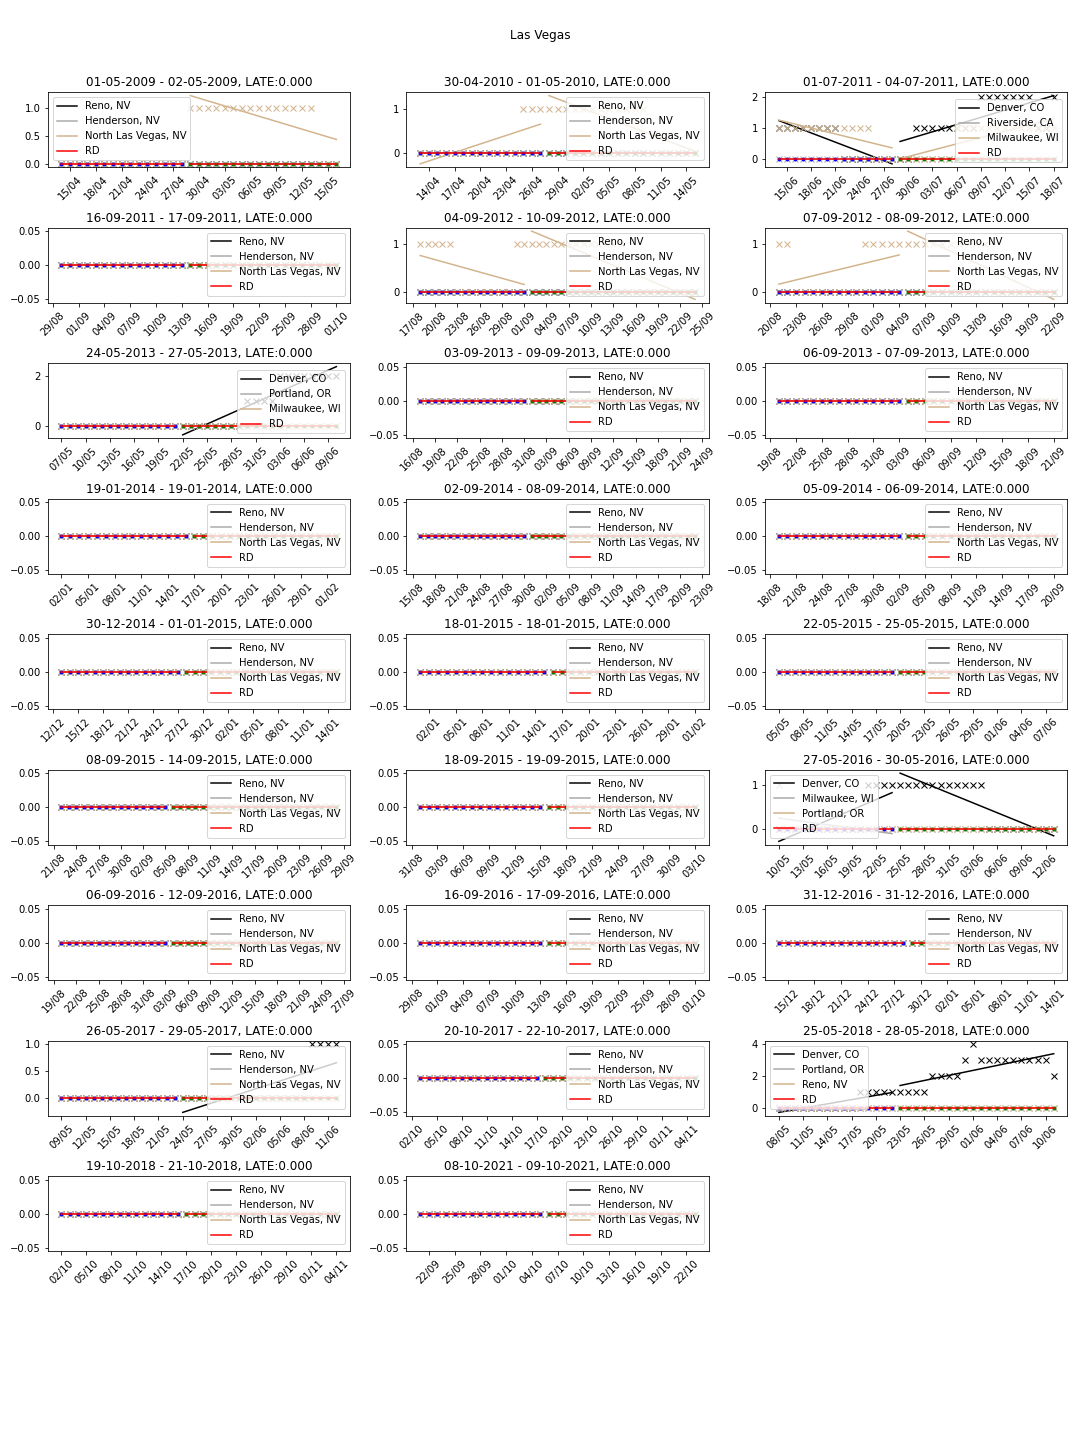 Las Vegas
01-05-2009 - 02-05-2009, LATE:0.000
1.0
0.5
0.0
Reno, NV
Henderson, NV
North Las Vegas, NV
RD
15/04 18/04 21/04 24/04 27/04 30/04 03/05 06/05 09/05 12/05 15/05
30-04-2010 - 01-05-2010, LATE:0.000
1
0
Reno, NV
Henderson, NV
North Las Vegas, NV
RD
14/04 17/04 20/04 23/04 26/04 29/04 02/05 05/05 08/05 11/05 14/05
01-07-2011 - 04-07-2011, LATE:0.000
2
1
0
Denver, CO
Riverside, CA
Milwaukee, WI
RD
15/06 18/06 21/06 24/06 27/06 30/06 03/07 06/07 09/07 12/07 15/07 18/07
16-09-2011 - 17-09-2011, LATE:0.000
0.05
0.00
−0.05
Reno, NV
Henderson, NV
North Las Vegas, NV
RD
29/08 01/09 04/09 07/09 10/09 13/09 16/09 19/09 22/09 25/09 28/09 01/10
04-09-2012 - 10-09-2012, LATE:0.000
1
0
Reno, NV
Henderson, NV
North Las Vegas, NV
RD
17/08 20/08 23/08 26/08 29/08 01/09 04/09 07/09 10/09 13/09 16/09 19/09 22/09 25/09
07-09-2012 - 08-09-2012, LATE:0.000
1
0
Reno, NV
Henderson, NV
North Las Vegas, NV
RD
20/08 23/08 26/08 29/08 01/09 04/09 07/09 10/09 13/09 16/09 19/09 22/09
24-05-2013 - 27-05-2013, LATE:0.000
2
0
Denver, CO
Portland, OR
Milwaukee, WI
RD
07/05 10/05 13/05 16/05 19/05 22/05 25/05 28/05 31/05 03/06 06/06 09/06
03-09-2013 - 09-09-2013, LATE:0.000
0.05
0.00
−0.05
Reno, NV
Henderson, NV
North Las Vegas, NV
RD
16/08 19/08 22/08 25/08 28/08 31/08 03/09 06/09 09/09 12/09 15/09 18/09 21/09 24/09
06-09-2013 - 07-09-2013, LATE:0.000
0.05
0.00
−0.05
Reno, NV
Henderson, NV
North Las Vegas, NV
RD
19/08 22/08 25/08 28/08 31/08 03/09 06/09 09/09 12/09 15/09 18/09 21/09
19-01-2014 - 19-01-2014, LATE:0.000
0.05
0.00
−0.05
Reno, NV
Henderson, NV
North Las Vegas, NV
RD
02/01 05/01 08/01 11/01 14/01 17/01 20/01 23/01 26/01 29/01 01/02
02-09-2014 - 08-09-2014, LATE:0.000
0.05
0.00
−0.05
Reno, NV
Henderson, NV
North Las Vegas, NV
RD
15/08 18/08 21/08 24/08 27/08 30/08 02/09 05/09 08/09 11/09 14/09 17/09 20/09 23/09
05-09-2014 - 06-09-2014, LATE:0.000
0.05
0.00
−0.05
Reno, NV
Henderson, NV
North Las Vegas, NV
RD
18/08 21/08 24/08 27/08 30/08 02/09 05/09 08/09 11/09 14/09 17/09 20/09
30-12-2014 - 01-01-2015, LATE:0.000
0.05
0.00
−0.05
Reno, NV
Henderson, NV
North Las Vegas, NV
RD
12/12 15/12 18/12 21/12 24/12 27/12 30/12 02/01 05/01 08/01 11/01 14/01
18-01-2015 - 18-01-2015, LATE:0.000
0.05
0.00
−0.05
Reno, NV
Henderson, NV
North Las Vegas, NV
RD
02/01 05/01 08/01 11/01 14/01 17/01 20/01 23/01 26/01 29/01 01/02
22-05-2015 - 25-05-2015, LATE:0.000
0.05
0.00
−0.05
Reno, NV
Henderson, NV
North Las Vegas, NV
RD
05/05 08/05 11/05 14/05 17/05 20/05 23/05 26/05 29/05 01/06 04/06 07/06
08-09-2015 - 14-09-2015, LATE:0.000
0.05
0.00
−0.05
Reno, NV
Henderson, NV
North Las Vegas, NV
RD
21/08 24/08 27/08 30/08 02/09 05/09 08/09 11/09 14/09 17/09 20/09 23/09 26/09 29/09
18-09-2015 - 19-09-2015, LATE:0.000
0.05
0.00
−0.05
Reno, NV
Henderson, NV
North Las Vegas, NV
RD
31/08 03/09 06/09 09/09 12/09 15/09 18/09 21/09 24/09 27/09 30/09 03/10
27-05-2016 - 30-05-2016, LATE:0.000
1
0
Denver, CO
Milwaukee, WI
Portland, OR
RD
10/05 13/05 16/05 19/05 22/05 25/05 28/05 31/05 03/06 06/06 09/06 12/06
06-09-2016 - 12-09-2016, LATE:0.000
0.05
0.00
−0.05
Reno, NV
Henderson, NV
North Las Vegas, NV
RD
19/08 22/08 25/08 28/08 31/08 03/09 06/09 09/09 12/09 15/09 18/09 21/09 24/09 27/09
16-09-2016 - 17-09-2016, LATE:0.000
0.05
0.00
−0.05
Reno, NV
Henderson, NV
North Las Vegas, NV
RD
29/08 01/09 04/09 07/09 10/09 13/09 16/09 19/09 22/09 25/09 28/09 01/10
31-12-2016 - 31-12-2016, LATE:0.000
0.05
0.00
−0.05
Reno, NV
Henderson, NV
North Las Vegas, NV
RD
15/12 18/12 21/12 24/12 27/12 30/12 02/01 05/01 08/01 11/01 14/01
26-05-2017 - 29-05-2017, LATE:0.000
1.0
0.5
0.0
Reno, NV
Henderson, NV
North Las Vegas, NV
RD
09/05 12/05 15/05 18/05 21/05 24/05 27/05 30/05 02/06 05/06 08/06 11/06
20-10-2017 - 22-10-2017, LATE:0.000
0.05
0.00
−0.05
Reno, NV
Henderson, NV
North Las Vegas, NV
RD
02/10 05/10 08/10 11/10 14/10 17/10 20/10 23/10 26/10 29/10 01/11 04/11
25-05-2018 - 28-05-2018, LATE:0.000
4
2
0
Denver, CO
Portland, OR
Reno, NV
RD
08/05 11/05 14/05 17/05 20/05 23/05 26/05 29/05 01/06 04/06 07/06 10/06
19-10-2018 - 21-10-2018, LATE:0.000
0.05
0.00
−0.05
Reno, NV
Henderson, NV
North Las Vegas, NV
RD
02/10 05/10 08/10 11/10 14/10 17/10 20/10 23/10 26/10 29/10 01/11 04/11
08-10-2021 - 09-10-2021, LATE:0.000
0.05
0.00
−0.05
Reno, NV
Henderson, NV
North Las Vegas, NV
RD
22/09 25/09 28/09 01/10 04/10 07/10 10/10 13/10 16/10 19/10 22/10